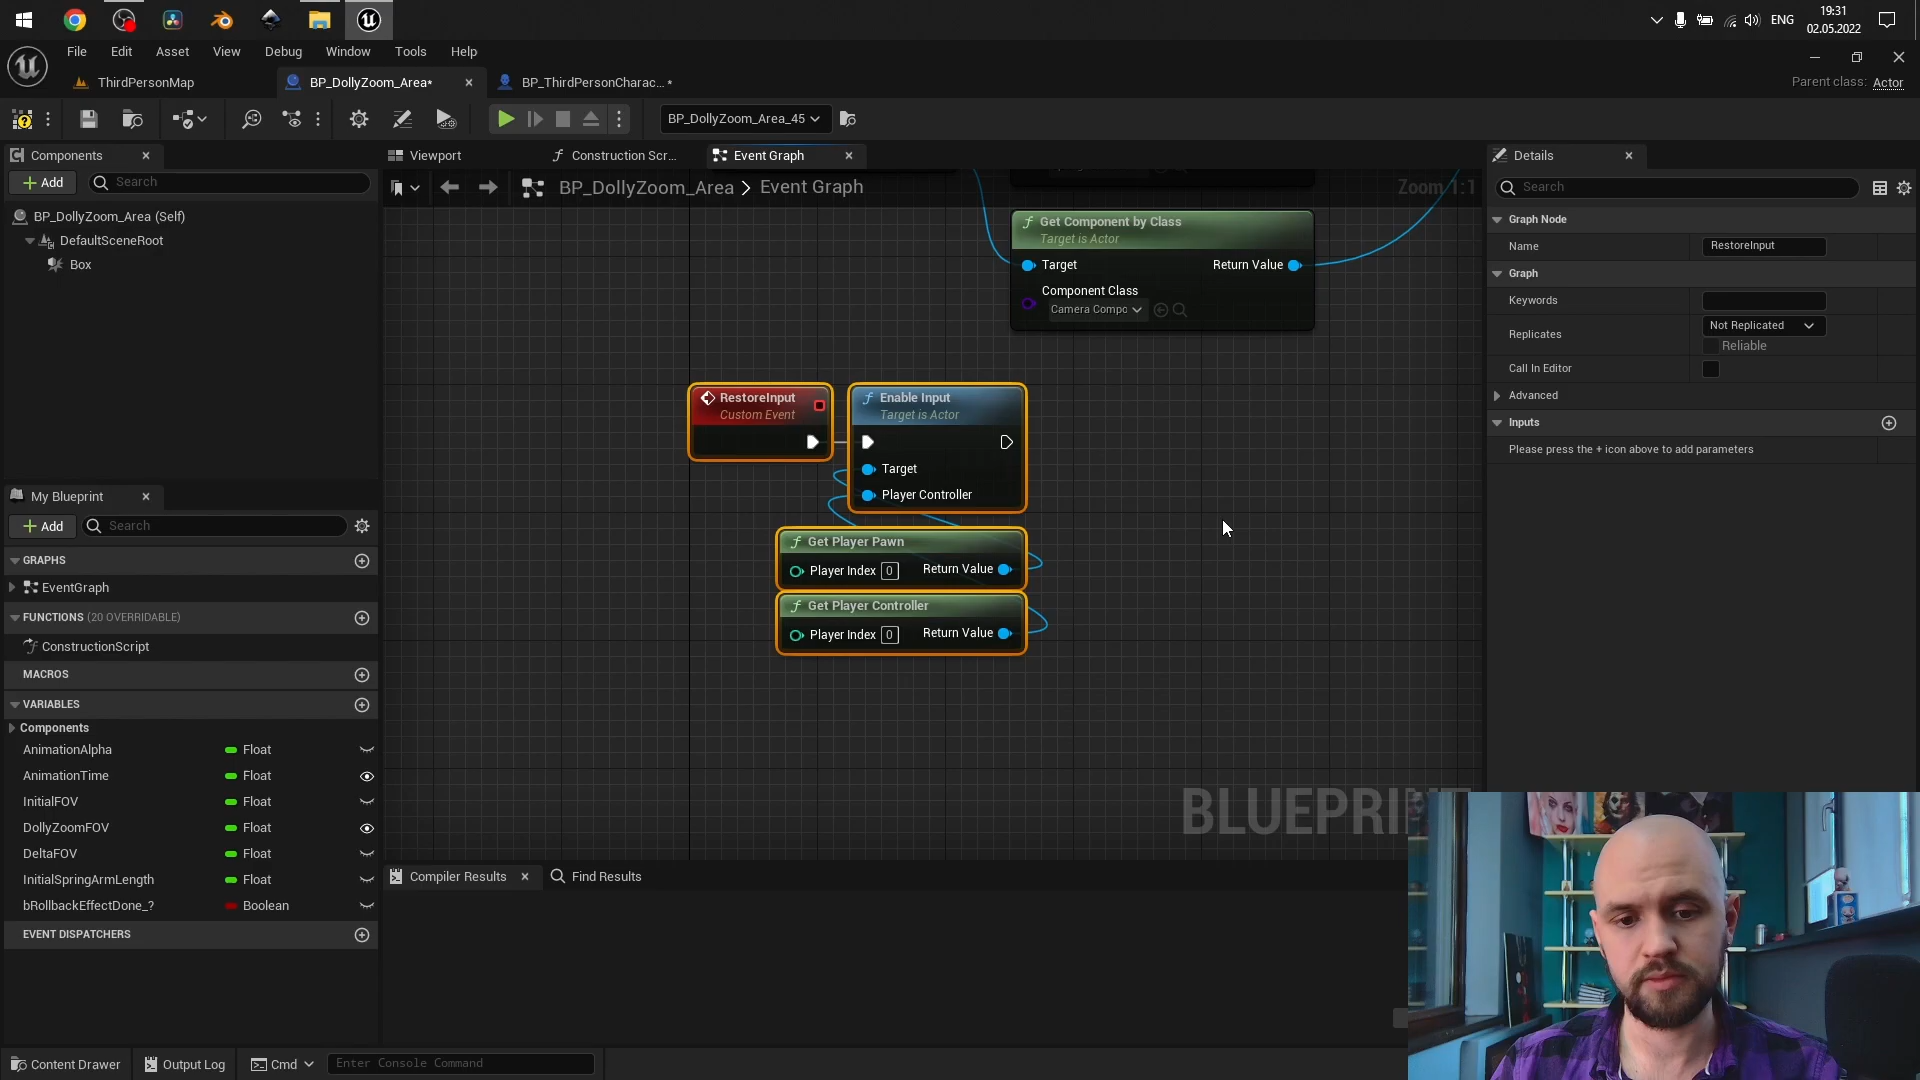 19:31
ENG
02.05.2022
File Edit Asset View Debug Window Tools Help
ThirdPersonMap
BP_DollyZoom_Area*
BP_ThirdPersonCharac... *
Parent class: Actor
BP_DollyZoom_Area_45
Components
Viewport
Construction Scr...
Event Graph
Details
Add
Search
BP_DollyZoom_Area > Event Graph
Zoom 1:1
Search
BP_DollyZoom_Area (Self)
DefaultSceneRoot
Box
Get Component by Class
Target is Actor
Target
Return Value
Component Class
Camera Compc
Graph Node
Name
RestoreInput
Graph
Keywords
Replicates
Not Replicated
Reliable
Call In Editor
Advanced
Inputs
Please press the + icon above to add parameters
RestoreInput
Custom Event
Enable Input
Target is Actor
Target
Player Controller
Get Player Pawn
Player Index 0
Return Value
Get Player Controller
Player Index 0
Return Value
My Blueprint
Add
Search
GRAPHS
EventGraph
FUNCTIONS (20 OVERRIDABLE)
ConstructionScript
MACROS
VARIABLES
Components
AnimationAlpha Float
AnimationTime Float
InitialFOV Float
DollyZoomFOV Float
DeltaFOV Float
InitialSpringArmLength Float
bRollbackEffectDone_? Boolean
EVENT DISPATCHERS
BLUEPRI
Compiler Results
Find Results
Content Drawer
Output Log
Cmd
Enter Console Command